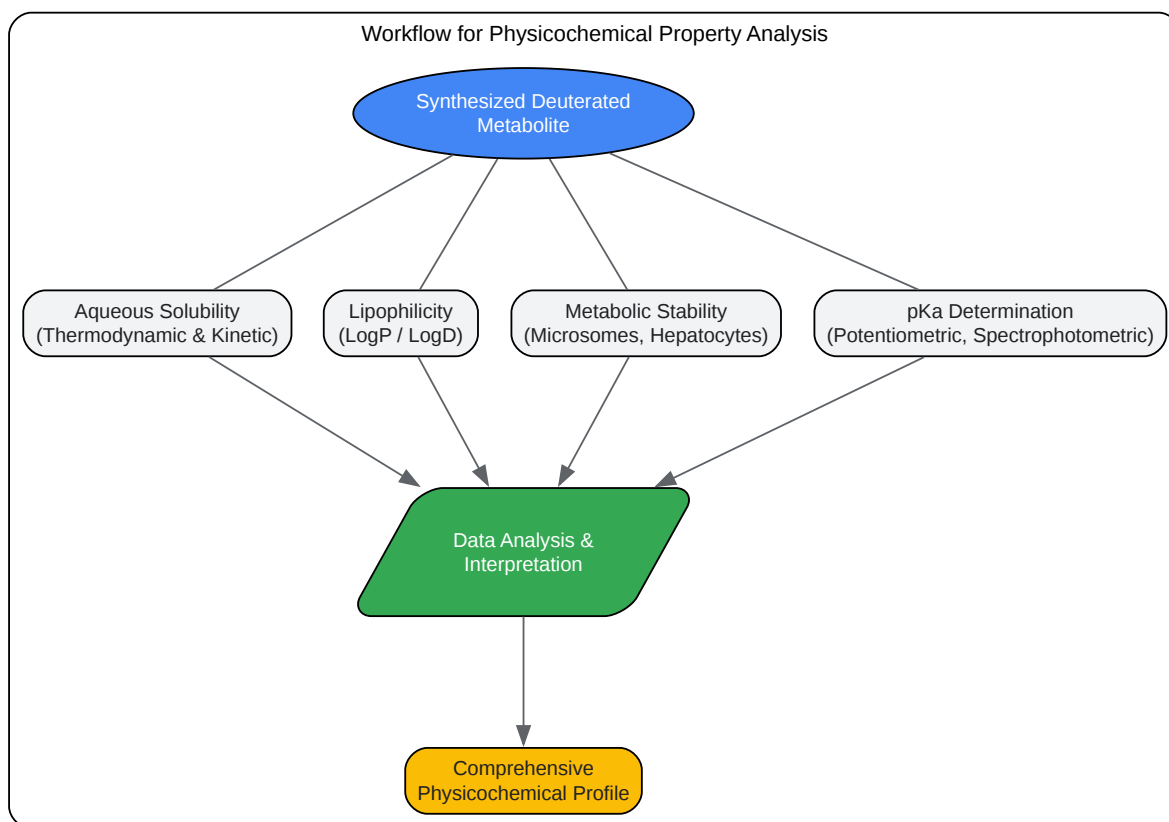 Workflow for Physicochemical Property Analysis
Synthesized Deuterated
Metabolite
Aqueous Solubility
(Thermodynamic & Kinetic)
Lipophilicity
(LogP / LogD)
Metabolic Stability
(Microsomes, Hepatocytes)
pKa Determination
(Potentiometric, Spectrophotometric)
Data Analysis &
Interpretation
Comprehensive
Physicochemical Profile